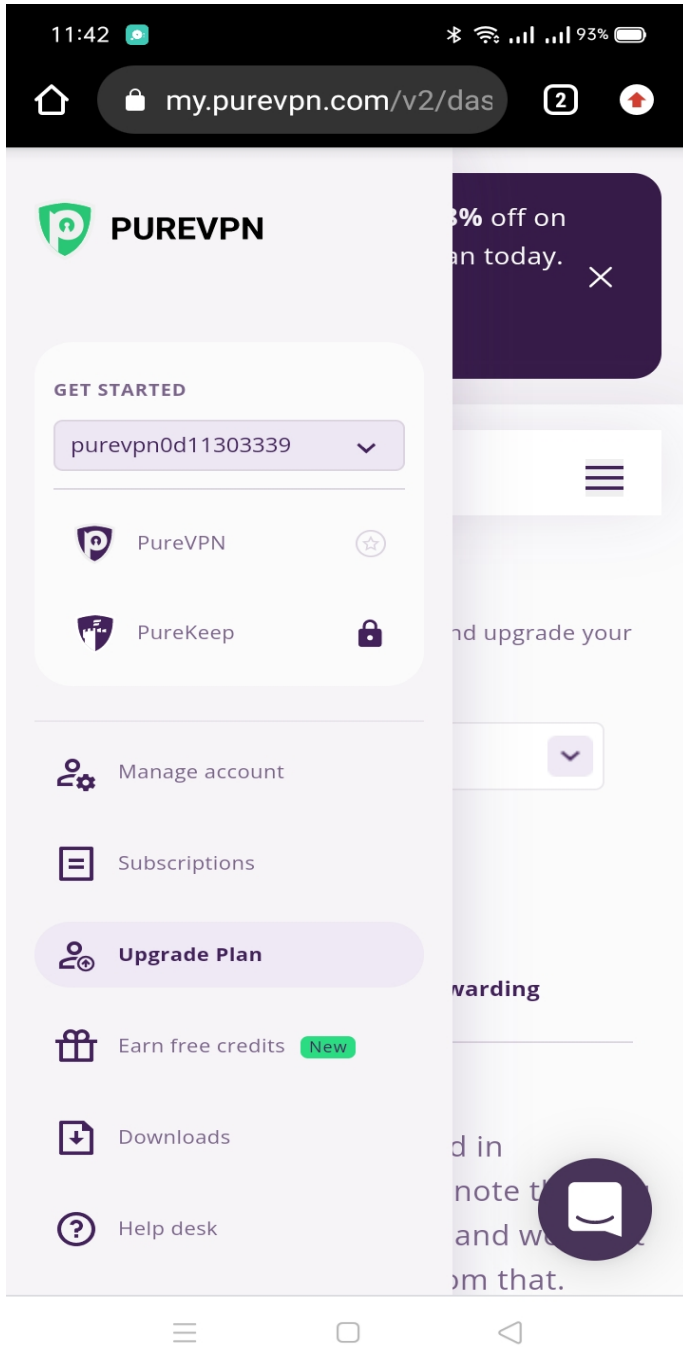 11:42
93%
my.purevpn.com/v2/das
2
PUREVPN
% off on
an today.
GET STARTED
purevpn0d11303339
PureVPN
PureKeep
nd upgrade your
Manage account
Subscriptions
Upgrade Plan
warding
Earn free credits New
Downloads
d in
note
and
Help desk
om that.